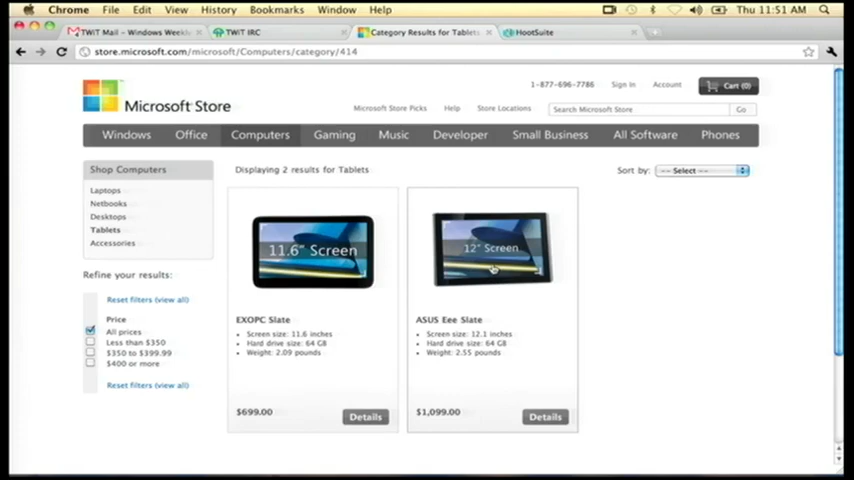 Chrome File Edit View History Bookmarks Window Help Thu 11:51 AM
TWiT Mail – Windows Weekly TWiT IRC Category Results for Tablets HootSuite
store.microsoft.com/microsoft/Computers/category/414
1-877-696-7786 Sign In Account Cart (0)
Microsoft Store
Microsoft Store Picks Help Store Locations Search Microsoft Store Go
Windows Office Computers Gaming Music Developer Small Business All Software Phones
Shop Computers
Laptops
Netbooks
Desktops
Tablets
Accessories
Refine your results:
Reset filters (view all)
Price
All prices
Less than $350
$350 to $399.99
$400 or more
Reset filters (view all)
Displaying 2 results for Tablets
Sort by: -- Select --
11.6" Screen
EXOPC Slate
• Screen size: 11.6 inches
• Hard drive size: 64 GB
• Weight: 2.09 pounds
$699.00 Details
12" Screen
ASUS Eee Slate
• Screen size: 12.1 inches
• Hard drive size: 64 GB
• Weight: 2.55 pounds
$1,099.00 Details